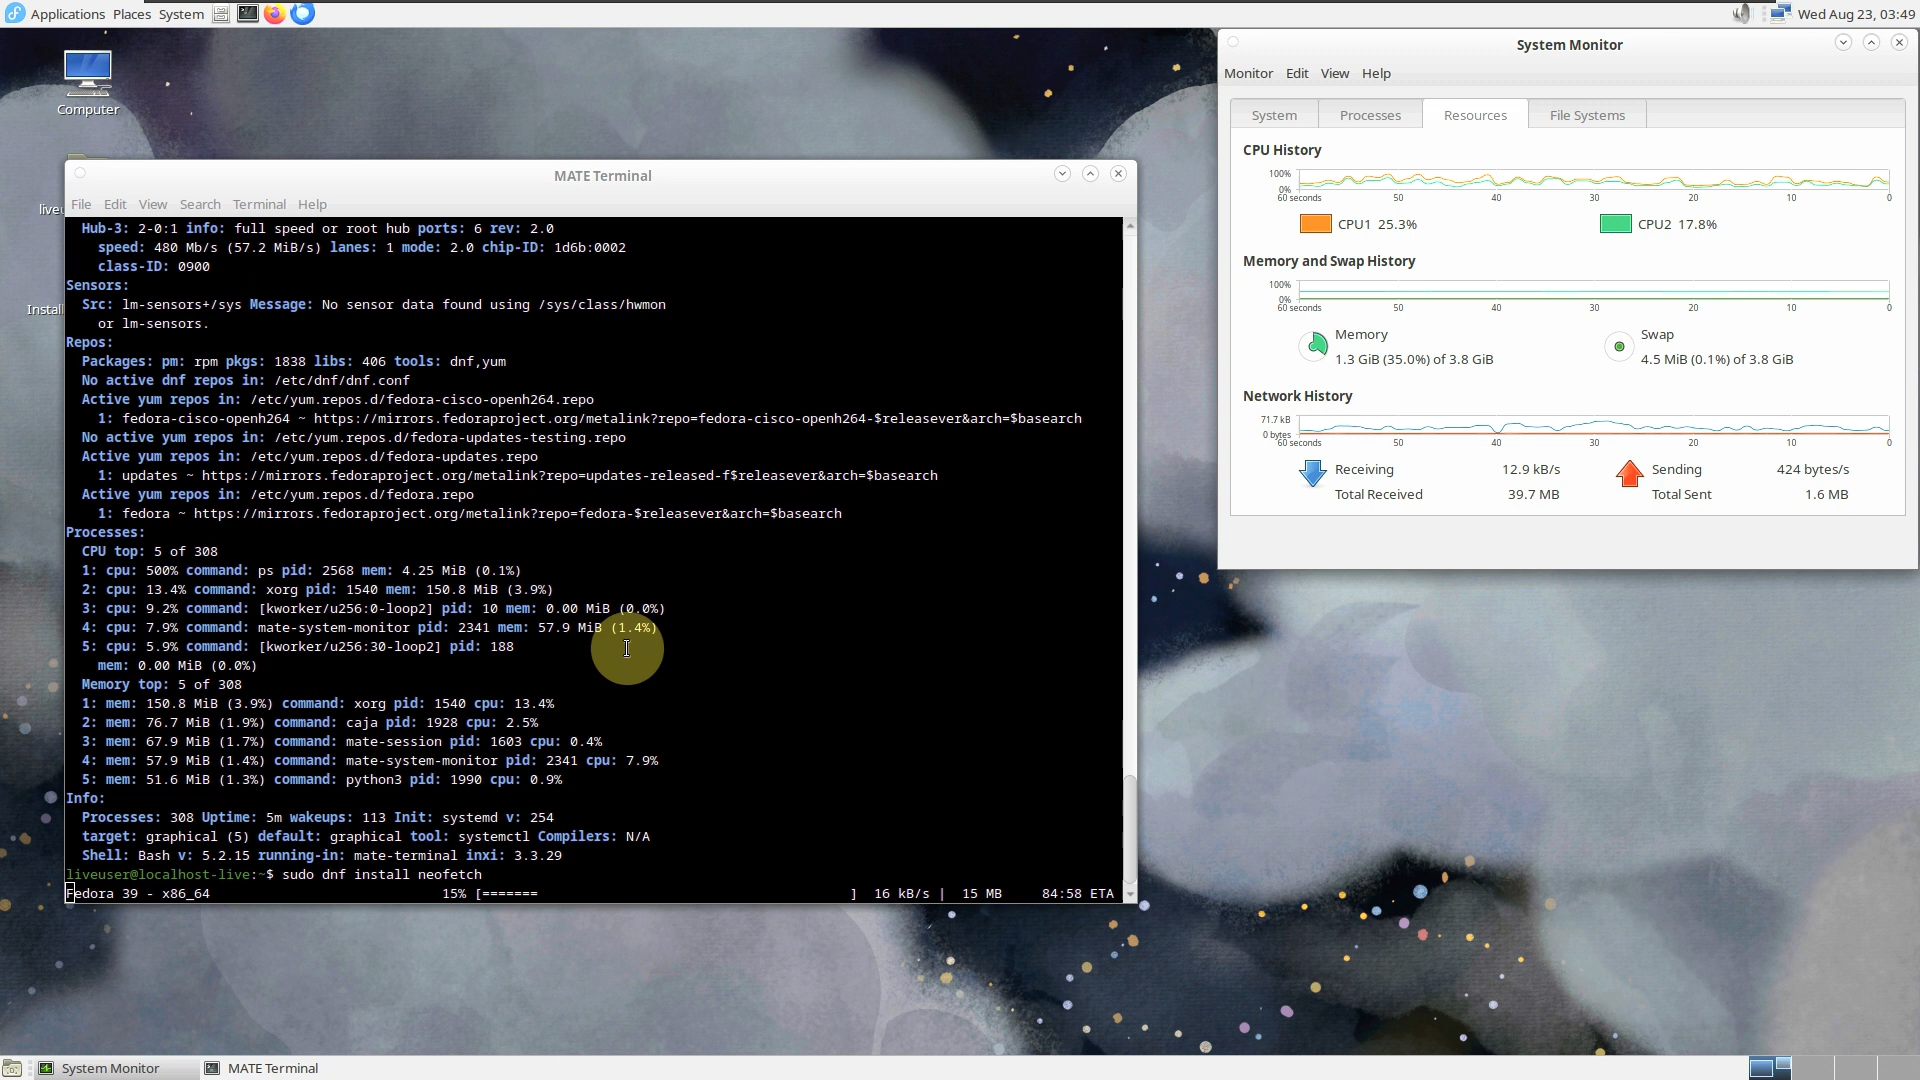 Applications Places System
Wed Aug 23, 03:49
Computer
liveu
Install
MATE Terminal
File Edit View Search Terminal Help
Hub-3: 2-0:1 info: full speed or root hub ports: 6 rev: 2.0
speed: 480 Mb/s (57.2 MiB/s) lanes: 1 mode: 2.0 chip-ID: 1d6b:0002
class-ID: 0900
Sensors:
Src: lm-sensors+/sys Message: No sensor data found using /sys/class/hwmon
or lm-sensors.
Repos:
Packages: pm: rpm pkgs: 1838 libs: 406 tools: dnf,yum
No active dnf repos in: /etc/dnf/dnf.conf
Active yum repos in: /etc/yum.repos.d/fedora-cisco-openh264.repo
1: fedora-cisco-openh264 ~ https://mirrors.fedoraproject.org/metalink?repo=fedora-cisco-openh264-$releasever&arch=$basearch
No active yum repos in: /etc/yum.repos.d/fedora-updates-testing.repo
Active yum repos in: /etc/yum.repos.d/fedora-updates.repo
1: updates ~ https://mirrors.fedoraproject.org/metalink?repo=updates-released-f$releasever&arch=$basearch
Active yum repos in: /etc/yum.repos.d/fedora.repo
1: fedora ~ https://mirrors.fedoraproject.org/metalink?repo=fedora-$releasever&arch=$basearch
Processes:
CPU top: 5 of 308
1: cpu: 500% command: ps pid: 2568 mem: 4.25 MiB (0.1%)
2: cpu: 13.4% command: xorg pid: 1540 mem: 150.8 MiB (3.9%)
3: cpu: 9.2% command: [kworker/u256:0-loop2] pid: 10 mem: 0.00 MiB (0.0%)
4: cpu: 7.9% command: mate-system-monitor pid: 2341 mem: 57.9 MiB (1.4%)
5: cpu: 5.9% command: [kworker/u256:30-loop2] pid: 188
mem: 0.00 MiB (0.0%)
Memory top: 5 of 308
1: mem: 150.8 MiB (3.9%) command: xorg pid: 1540 cpu: 13.4%
2: mem: 76.7 MiB (1.9%) command: caja pid: 1928 cpu: 2.5%
3: mem: 67.9 MiB (1.7%) command: mate-session pid: 1603 cpu: 0.4%
4: mem: 57.9 MiB (1.4%) command: mate-system-monitor pid: 2341 cpu: 7.9%
5: mem: 51.6 MiB (1.3%) command: python3 pid: 1990 cpu: 0.9%
Info:
Processes: 308 Uptime: 5m wakeups: 113 Init: systemd v: 254
target: graphical (5) default: graphical tool: systemctl Compilers: N/A
Shell: Bash v: 5.2.15 running-in: mate-terminal inxi: 3.3.29
liveuser@localhost-live:~$ sudo dnf install neofetch
Fedora 39 - x86_64 15% [======= ] 16 kB/s | 15 MB 84:58 ETA
System Monitor
Monitor Edit View Help
System Processes Resources File Systems
CPU History
100%
0%
60 seconds 50 40 30 20 10 0
CPU1 25.3% CPU2 17.8%
Memory and Swap History
100%
0%
60 seconds 50 40 30 20 10 0
Memory Swap
1.3 GiB (35.0%) of 3.8 GiB 4.5 MiB (0.1%) of 3.8 GiB
Network History
71.7 kB
0 bytes
60 seconds 50 40 30 20 10 0
Receiving 12.9 kB/s Sending 424 bytes/s
Total Received 39.7 MB Total Sent 1.6 MB
System Monitor MATE Terminal